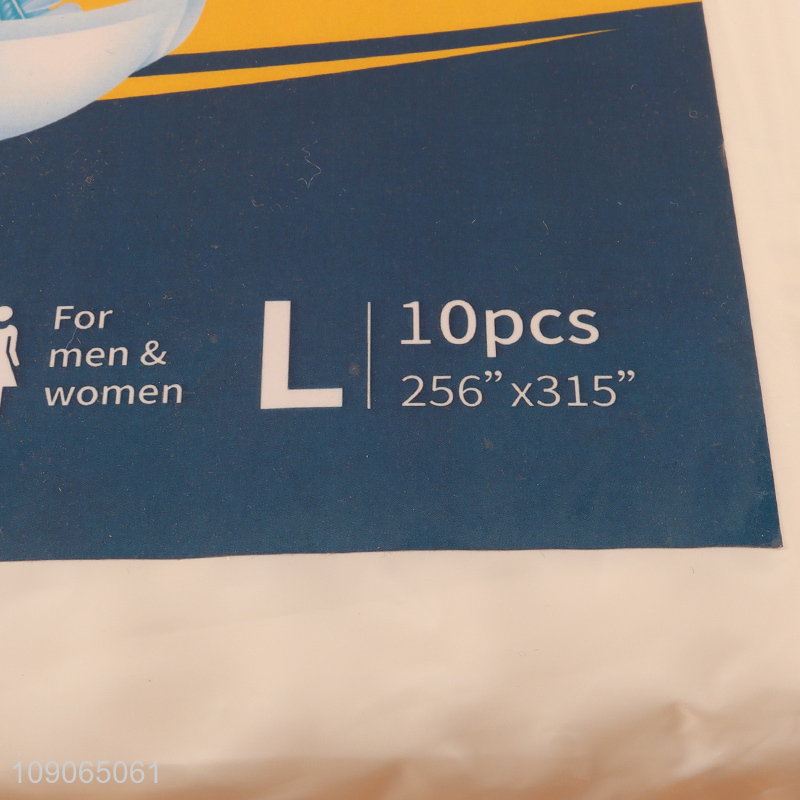 For
men &
women
L
10pcs
256”x315”
109065061